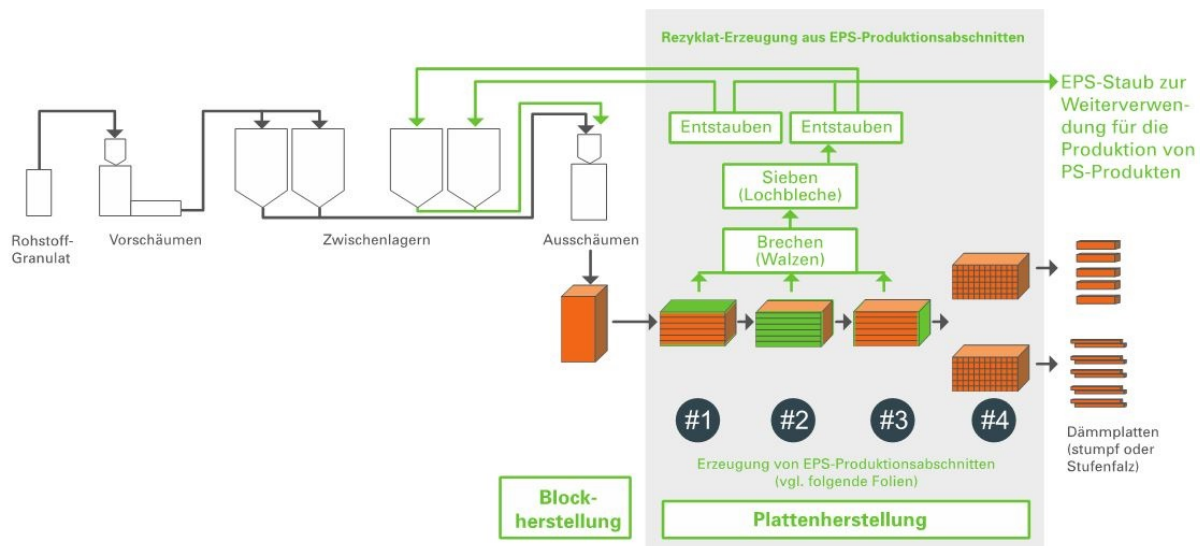 Rezyklat-Erzeugung aus EPS-Produktionsabschnitten
EPS-Staub zur
Weiterverwen-
dung für die
Produktion von
PS-Produkten
Entstauben
Entstauben
Sieben
(Lochbleche)
Brechen
(Walzen)
Rohstoff-
Granulat
Vorschäumen
Zwischenlagern
Ausschäumen
#1
#2
#3
#4
Dämmplatten
(stumpf oder
Stufenfalz)
Erzeugung von EPS-Produktionsabschnitten
(vgl. folgende Folien)
Block-
herstellung
Plattenherstellung